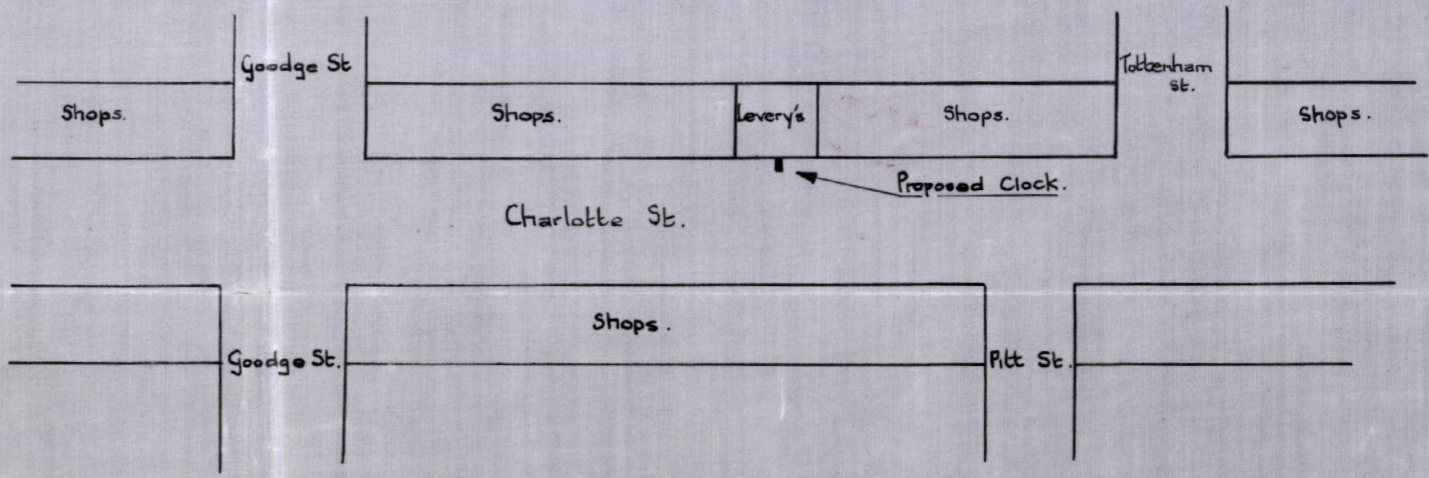 Goodge St
Tottenham
St.
Shops.
Shops.
Levery's
Shops.
Shops.
Proposed Clock.
Charlotte St.
Shops.
Goodge St.
Pitt St.